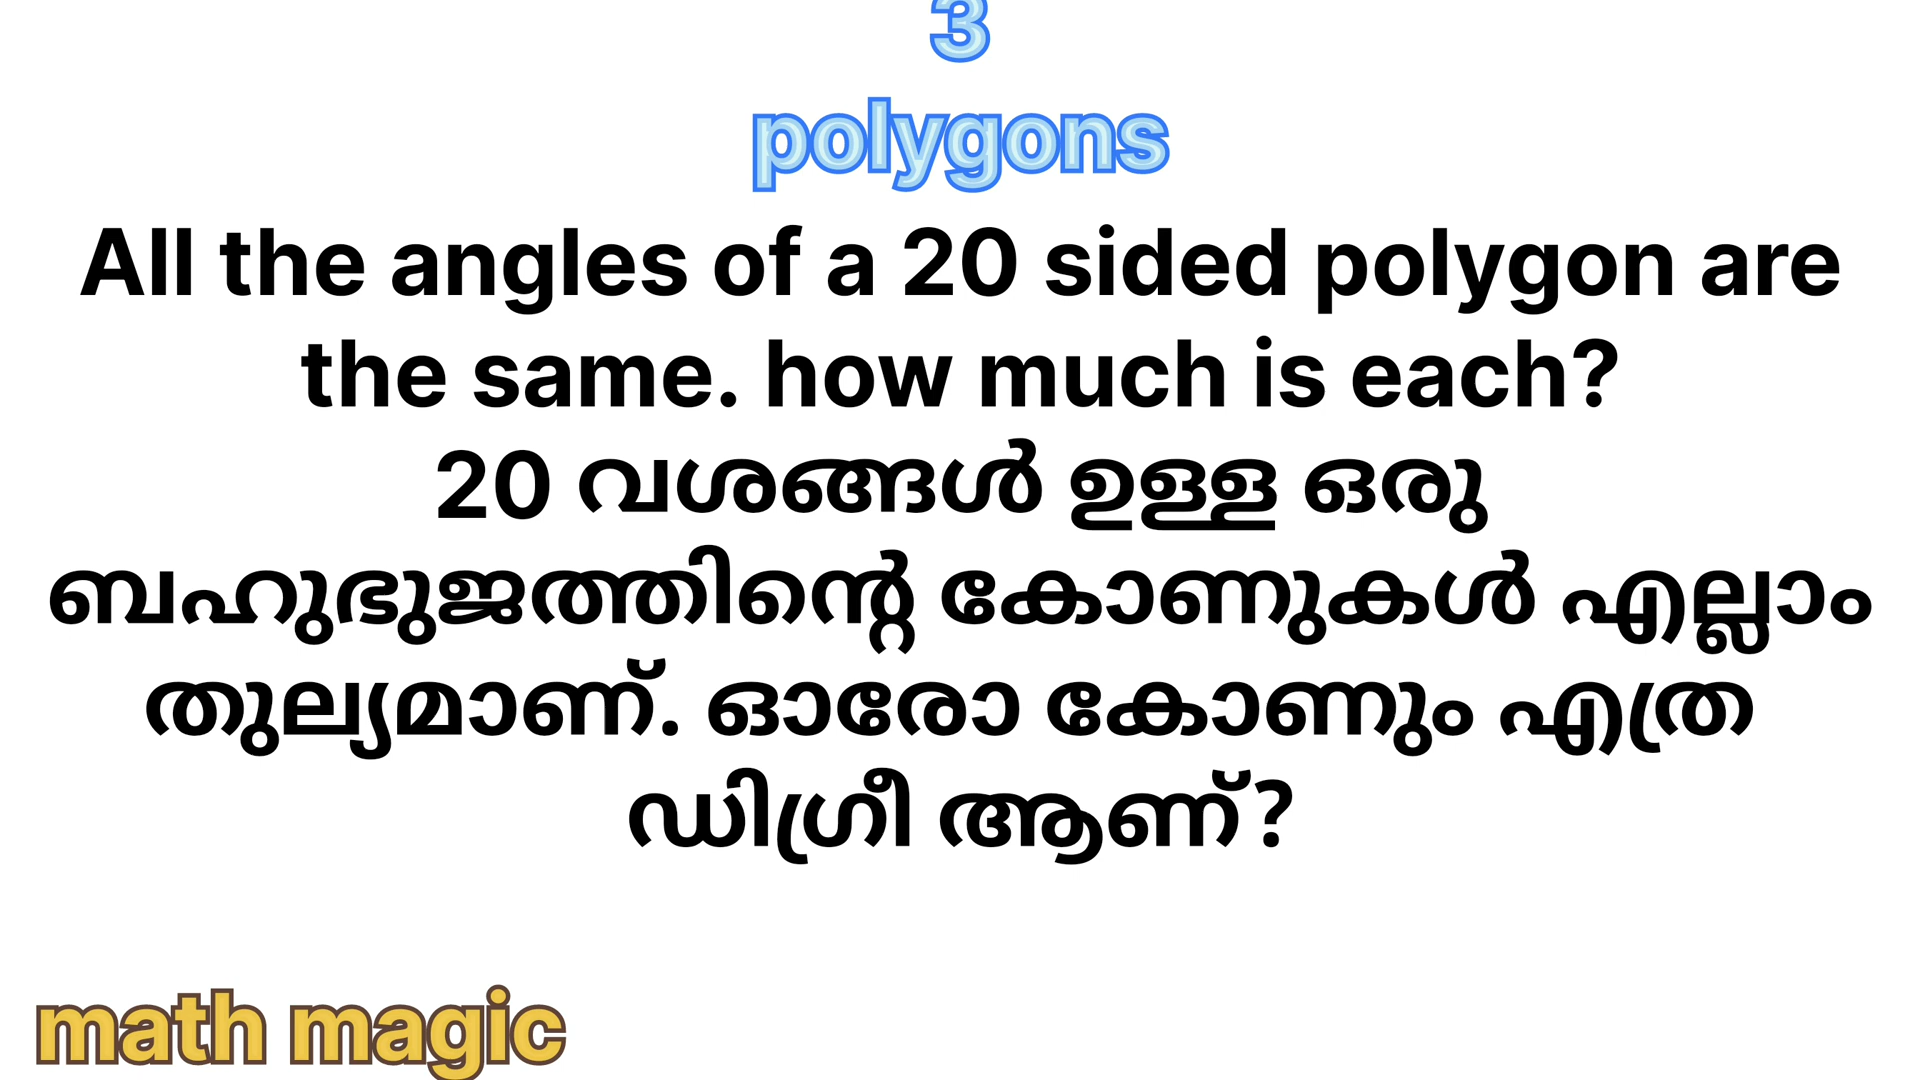 3
polygons
All the angles of a 20 sided polygon are
the same. how much is each?
20 വശങ്ങൾ ഉള്ള ഒരു
ബഹുഭുജത്തിന്റെ കോണുകൾ എല്ലാം
തുല്യമാണ്. ഓരോ കോണും എത്ര
ഡിഗ്രീ ആണ്?
math magic